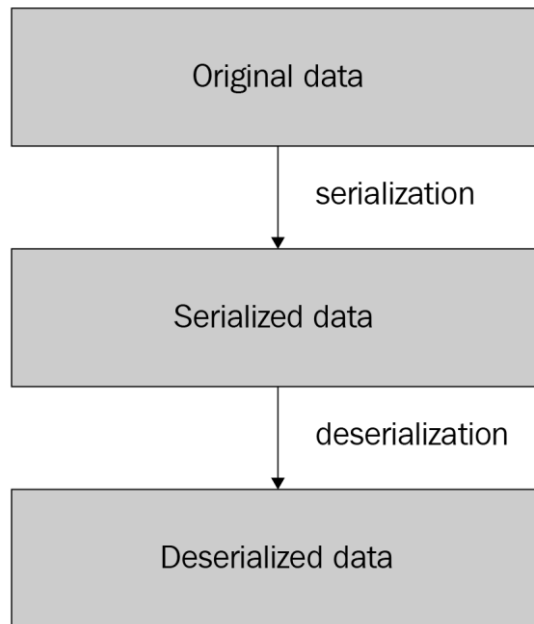 Original data
serialization
Serialized data
deserialization
Deserialized data